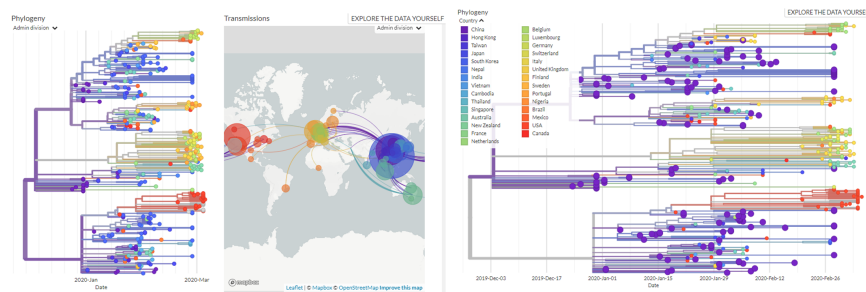 Phylogeny
Admin division
2020-Jan
2020-Mar
Date
Transmissions
EXPLORE THE DATA YOURSELF
Admin division
mapbox
Leaflet | © Mapbox © OpenStreetMap Improve this map
Phylogeny
EXPLORE THE DATA YOURSE
Country
China
Hong Kong
Taiwan
Japan
South Korea
Nepal
India
Vietnam
Cambodia
Thailand
Singapore
Australia
New Zealand
France
Netherlands
Belgium
Luxembourg
Germany
Switzerland
Italy
United Kingdom
Finland
Sweden
Portugal
Nigeria
Brazil
Mexico
USA
Canada
2019-Dec-03
2019-Dec-17
2020-Jan-01
2020-Jan-15
2020-Jan-29
2020-Feb-12
2020-Feb-26
Date